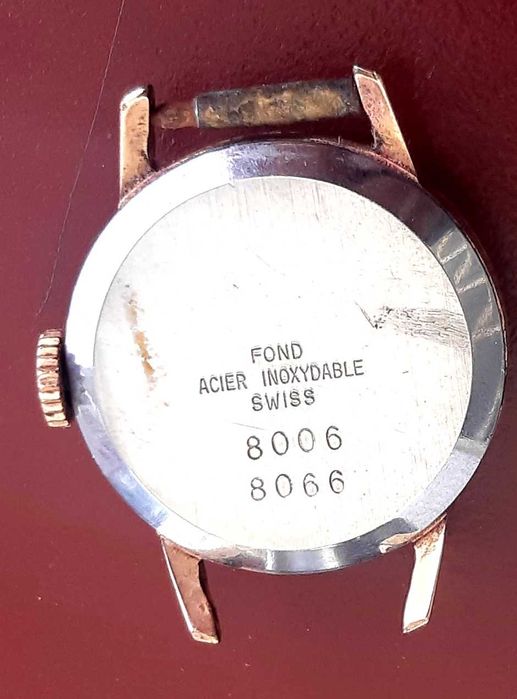 FOND
ACIER INOXYDABLE
SWISS
8006
8066